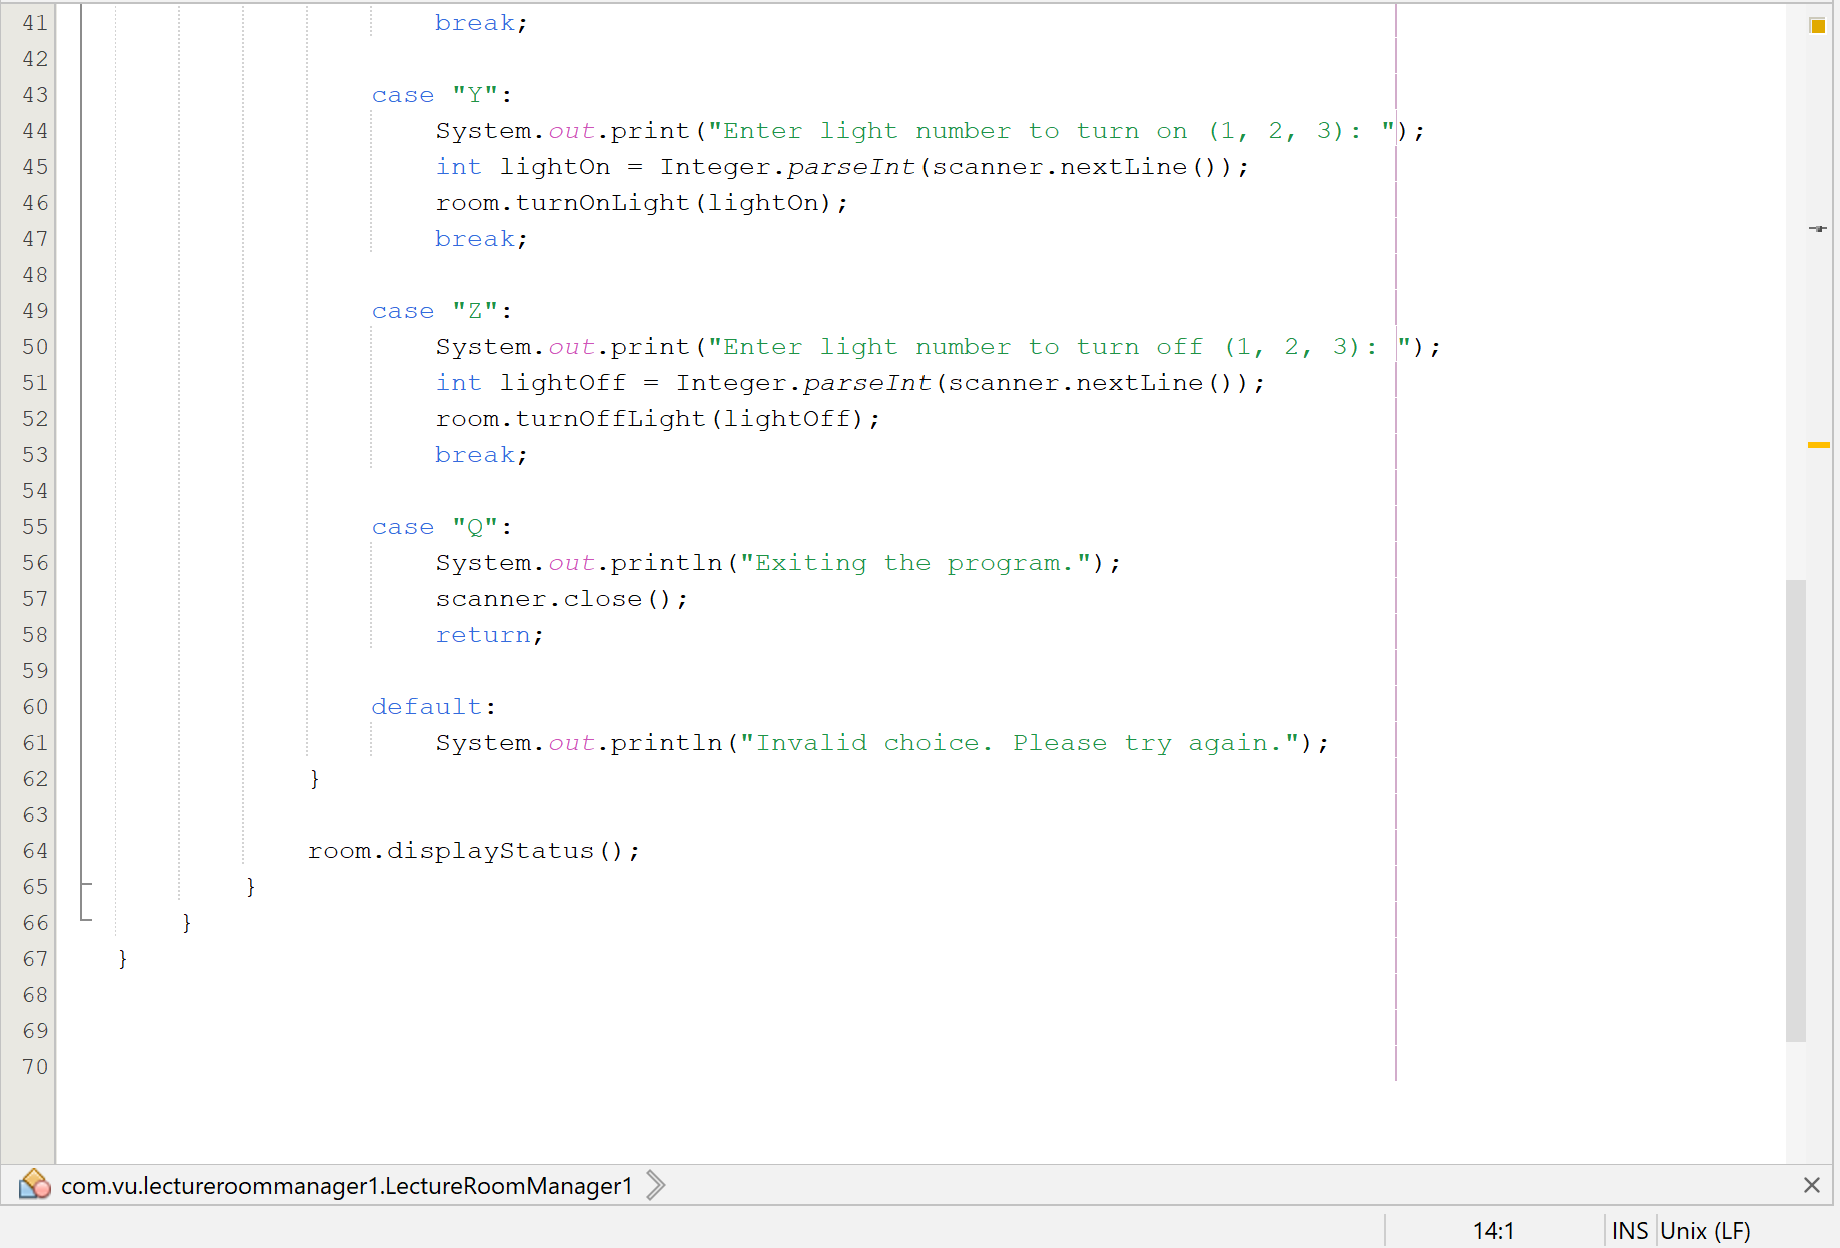 41 break;
42
43 case "Y":
44 System.out.print("Enter light number to turn on (1, 2, 3): ");
45 int lightOn = Integer.parseInt(scanner.nextLine());
46 room.turnOnLight(lightOn);
47 break;
48
49 case "Z":
50 System.out.print("Enter light number to turn off (1, 2, 3): ");
51 int lightOff = Integer.parseInt(scanner.nextLine());
52 room.turnOffLight(lightOff);
53 break;
54
55 case "Q":
56 System.out.println("Exiting the program.");
57 scanner.close();
58 return;
59
60 default:
61 System.out.println("Invalid choice. Please try again.");
62 }
63
64 room.displayStatus();
65 }
66 }
67 }
68
69
70
com.vu.lectureroommanager1.LectureRoomManager1
14:1 INS Unix (LF)